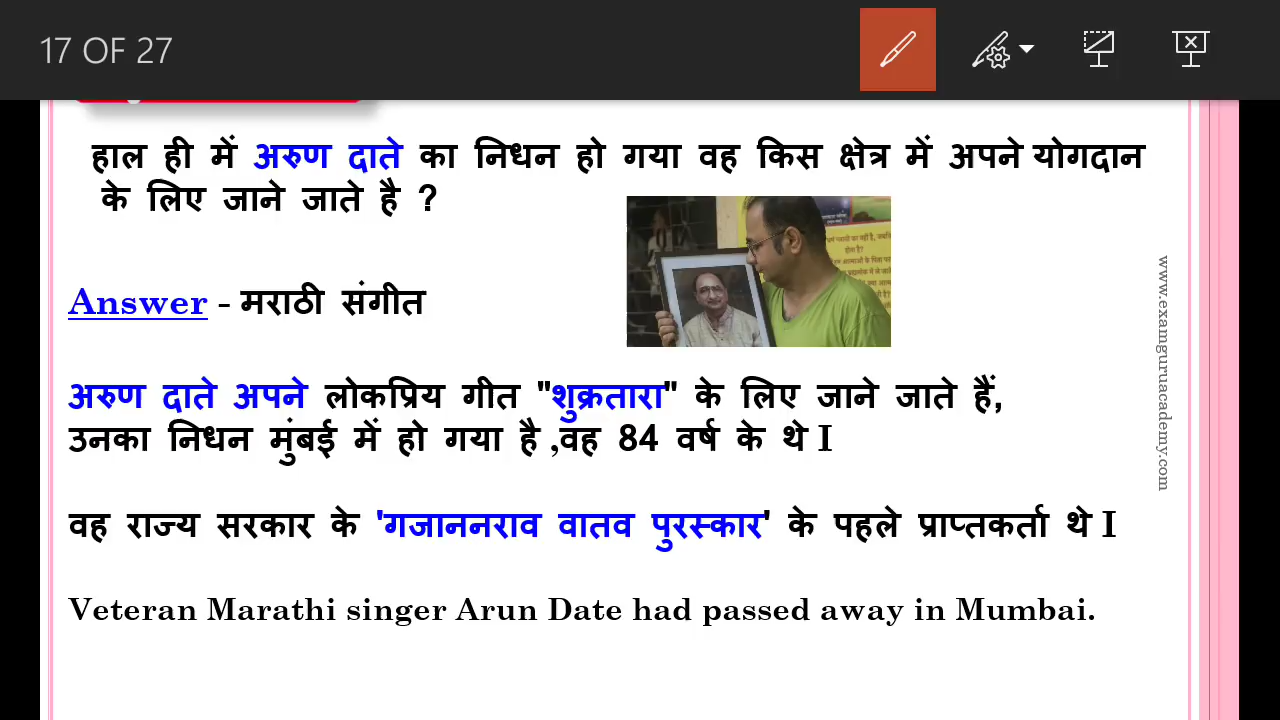 17 OF 27
हाल ही में अरुण दाते का निधन हो गया वह किस क्षेत्र में अपने योगदान
के लिए जाने जाते है ?
Answer - मराठी संगीत
अरुण दाते अपने लोकप्रिय गीत "शुक्रतारा" के लिए जाने जाते हैं,
उनका निधन मुंबई में हो गया है ,वह 84 वर्ष के थे I
वह राज्य सरकार के 'गजाननराव वातव पुरस्कार' के पहले प्राप्तकर्ता थे I
Veteran Marathi singer Arun Date had passed away in Mumbai.
www.examguruacademy.com